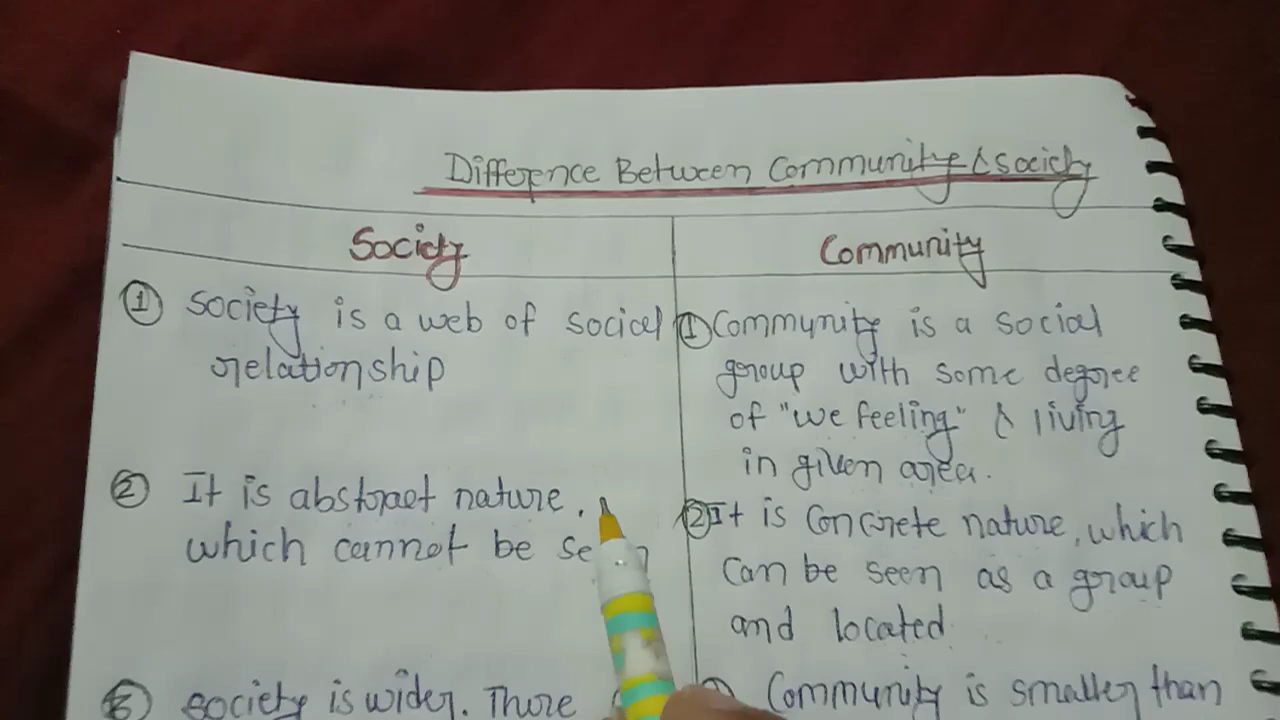 Difference Between Community & society
Society
① Society is a web of social
relationship
② It is abstract nature.
which cannot be
③ society is wider. There
Community
① Community is a social
group with some degree
of "we feeling" & living
in given area.
② It is concrete nature, which
can be seen as a group
and located
Community is smaller than